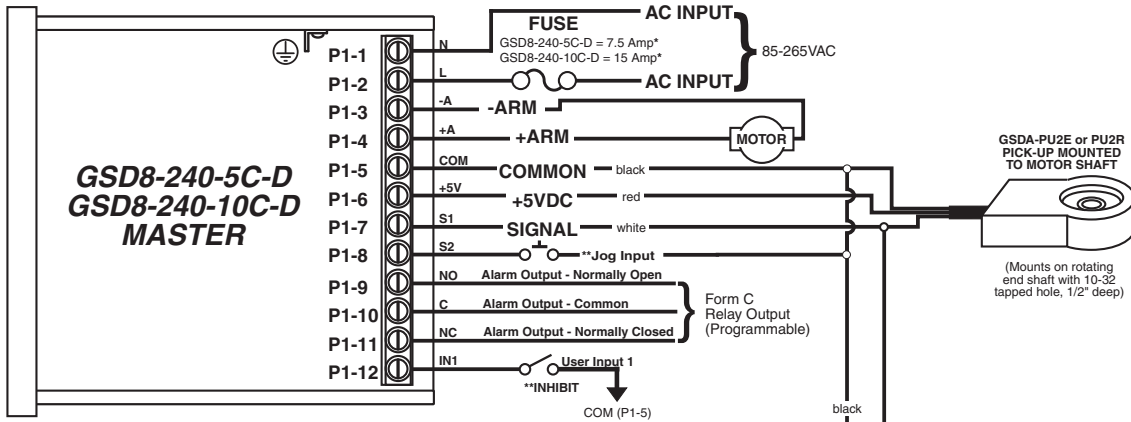 AC INPUT
FUSE
GSD8-240-5C-D = 7.5 Amp*
GSD8-240-10C-D = 15 Amp*
85-265VAC
P1-1 N
P1-2 L AC INPUT
P1-3 -A -ARM
P1-4 +A +ARM MOTOR
P1-5 COM COMMON black
P1-6 +5V +5VDC red
P1-7 S1 SIGNAL white
P1-8 S2 **Jog Input
P1-9 NO Alarm Output - Normally Open
P1-10 C Alarm Output - Common
P1-11 NC Alarm Output - Normally Closed
P1-12 IN1 User Input 1
**INHIBIT
COM (P1-5)
GSD8-240-5C-D
GSD8-240-10C-D
MASTER
Form C
Relay Output
(Programmable)
GSDA-PU2E or PU2R
PICK-UP MOUNTED
TO MOTOR SHAFT
(Mounts on rotating
end shaft with 10-32
tapped hole, 1/2" deep)
black